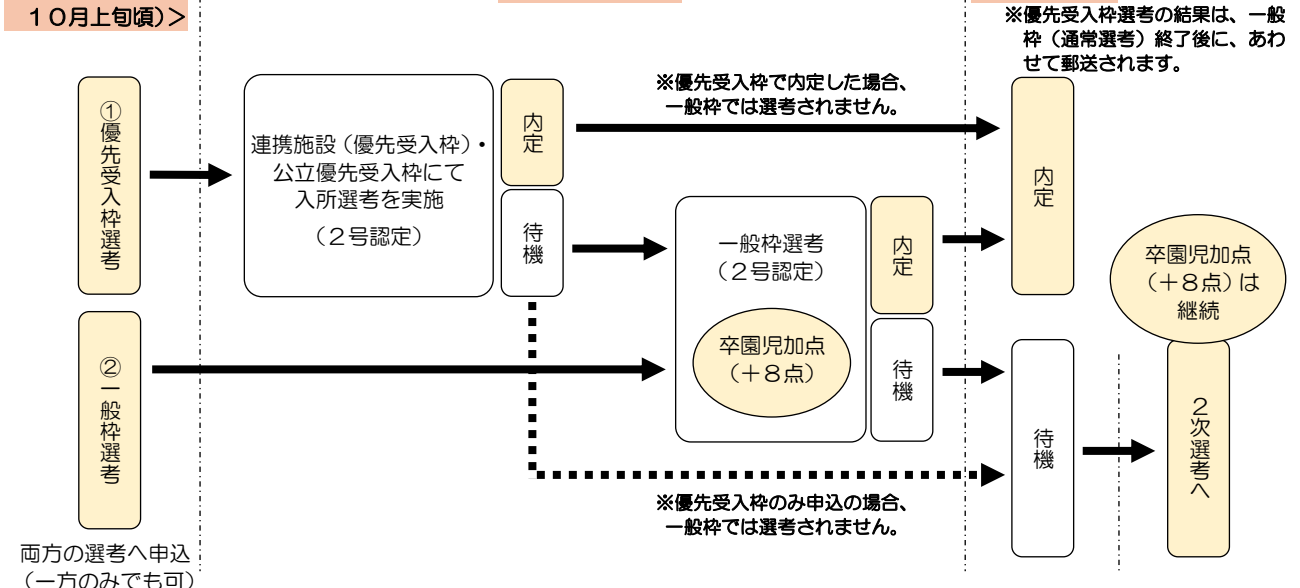 10月上旬頃)>
※優先受入枠選考の結果は、一般
枠(通常選考)終了後に、あわ
せて郵送されます。
※優先受入枠で内定した場合、
一般枠では選考されません。
①優先受入枠選考
連携施設(優先受入枠)・
公立優先受入枠にて
入所選考を実施
(2号認定)
内定
待機
一般枠選考
(2号認定)
卒園児加点
(+8点)
内定
待機
内定
卒園児加点
(+8点)は
継続
②一般枠選考
待機
2次選考へ
※優先受入枠のみ申込の場合、
一般枠では選考されません。
両方の選考へ申込
(一方のみでも可)